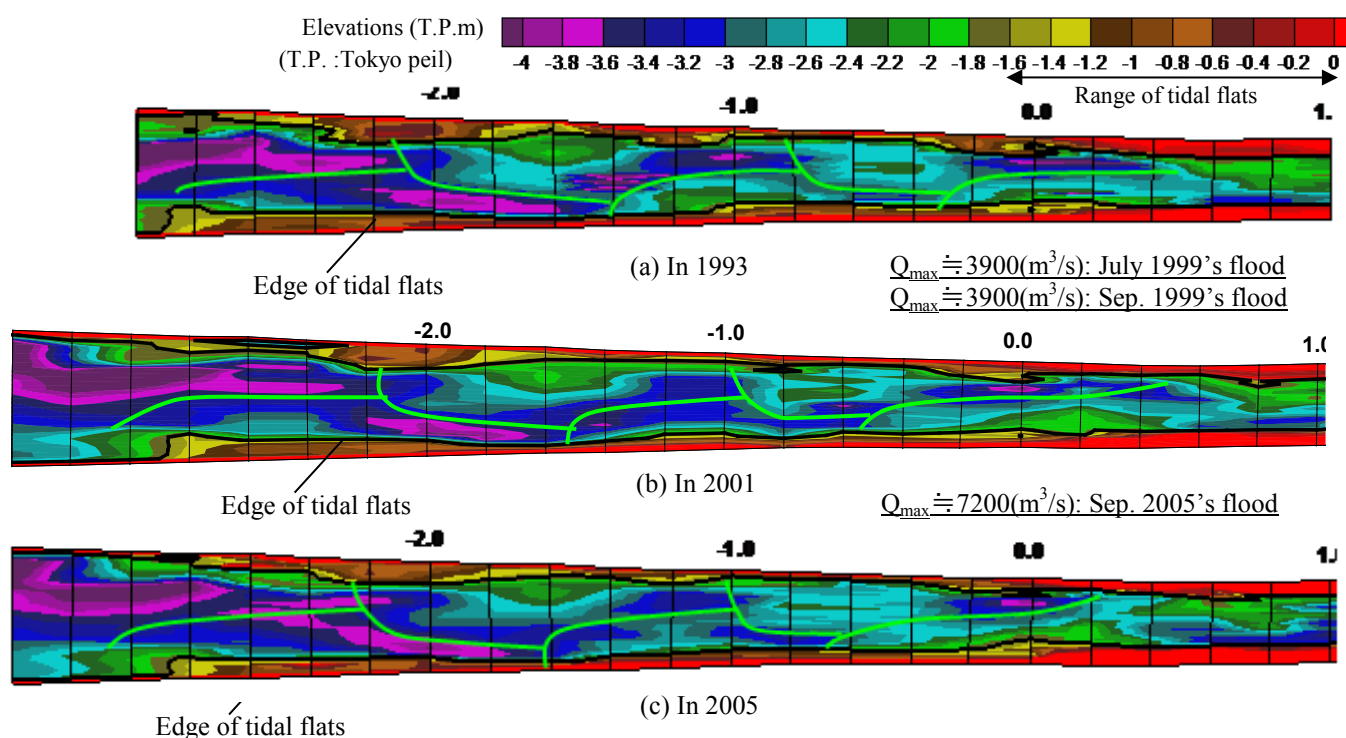 Elevations (T.P.m)
(T.P. :Tokyo peil)
-4 -3.8 -3.6 -3.4 -3.2 -3 -2.8 -2.6 -2.4 -2.2 -2 -1.8 -1.6 -1.4 -1.2 -1 -0.8 -0.6 -0.4 -0.2 0
Range of tidal flats
-2.0 -1.0 0.0 1.
Edge of tidal flats
(a) In 1993
Qmax≒3900(m³/s): July 1999's flood
Qmax≒3900(m³/s): Sep. 1999's flood
-2.0 -1.0 0.0 1.0
Edge of tidal flats
(b) In 2001
Qmax≒7200(m³/s): Sep. 2005's flood
-2.0 -1.0 0.0 1.
Edge of tidal flats
(c) In 2005